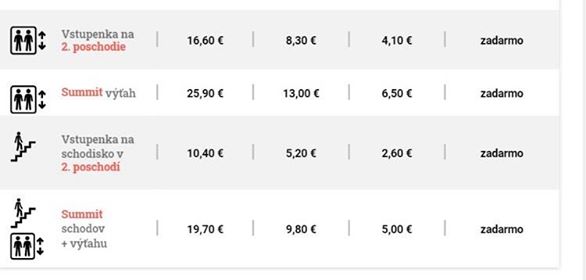 Vstupenka na
2. poschodie
16,60 € 8,30 € 4,10 € zadarmo
Summit výťah 25,90 € 13,00 € 6,50 € zadarmo
Vstupenka na
schodisko v
2. poschodí
10,40 € 5,20 € 2,60 € zadarmo
Summit
schodov
+ výťahu
19,70 € 9,80 € 5,00 € zadarmo